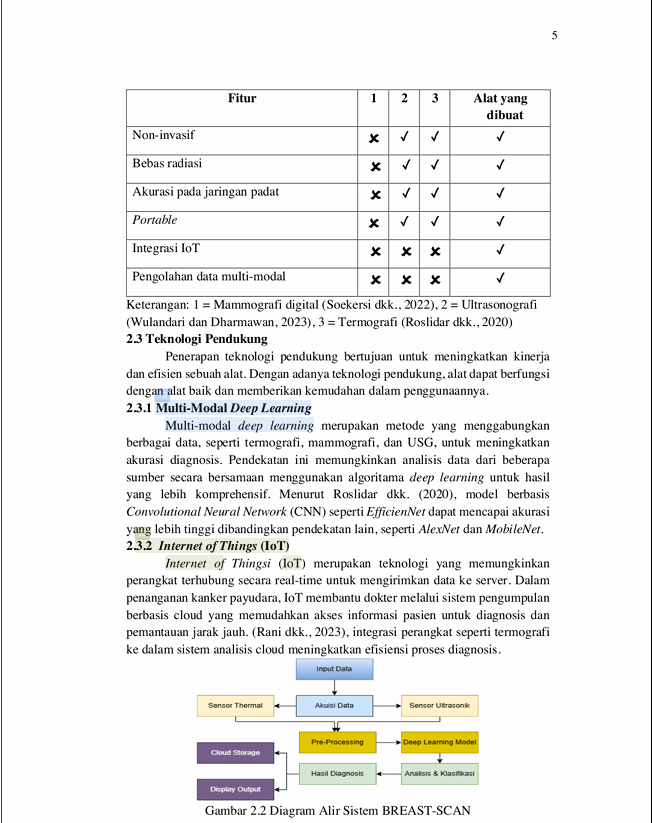 5
Fitur 1 2 3 Alat yang dibuat
Non-invasif ✘ ✓ ✓ ✓
Bebas radiasi ✘ ✓ ✓ ✓
Akurasi pada jaringan padat ✘ ✓ ✓ ✓
Portable ✘ ✓ ✓ ✓
Integrasi IoT ✘ ✘ ✘ ✓
Pengolahan data multi-modal ✘ ✘ ✘ ✓
Keterangan: 1 = Mammografi digital (Soekersi dkk., 2022), 2 = Ultrasonografi
(Wulandari dan Dharmawan, 2023), 3 = Termografi (Roslidar dkk., 2020)
2.3 Teknologi Pendukung
Penerapan teknologi pendukung bertujuan untuk meningkatkan kinerja
dan efisien sebuah alat. Dengan adanya teknologi pendukung, alat dapat berfungsi
dengan alat baik dan memberikan kemudahan dalam penggunaannya.
2.3.1 Multi-Modal Deep Learning
Multi-modal deep learning merupakan metode yang menggabungkan
berbagai data, seperti termografi, mammografi, dan USG, untuk meningkatkan
akurasi diagnosis. Pendekatan ini memungkinkan analisis data dari beberapa
sumber secara bersamaan menggunakan algoritama deep learning untuk hasil
yang lebih komprehensif. Menurut Roslidar dkk. (2020), model berbasis
Convolutional Neural Network (CNN) seperti EfficienNet dapat mencapai akurasi
yang lebih tinggi dibandingkan pendekatan lain, seperti AlexNet dan MobileNet.
2.3.2 Internet of Things (IoT)
Internet of Thingsi (IoT) merupakan teknologi yang memungkinkan
perangkat terhubung secara real-time untuk mengirimkan data ke server. Dalam
penanganan kanker payudara, IoT membantu dokter melalui sistem pengumpulan
berbasis cloud yang memudahkan akses informasi pasien untuk diagnosis dan
pemantauan jarak jauh. (Rani dkk., 2023), integrasi perangkat seperti termografi
ke dalam sistem analisis cloud meningkatkan efisiensi proses diagnosis.
Input Data
Sensor Thermal Akuisi Data Sensor Ultrasonik
Pre-Processing Deep Learning Model
Cloud Storage
Hasil Diagnosis Analisis & Klasifikasi
Display Output
Gambar 2.2 Diagram Alir Sistem BREAST-SCAN